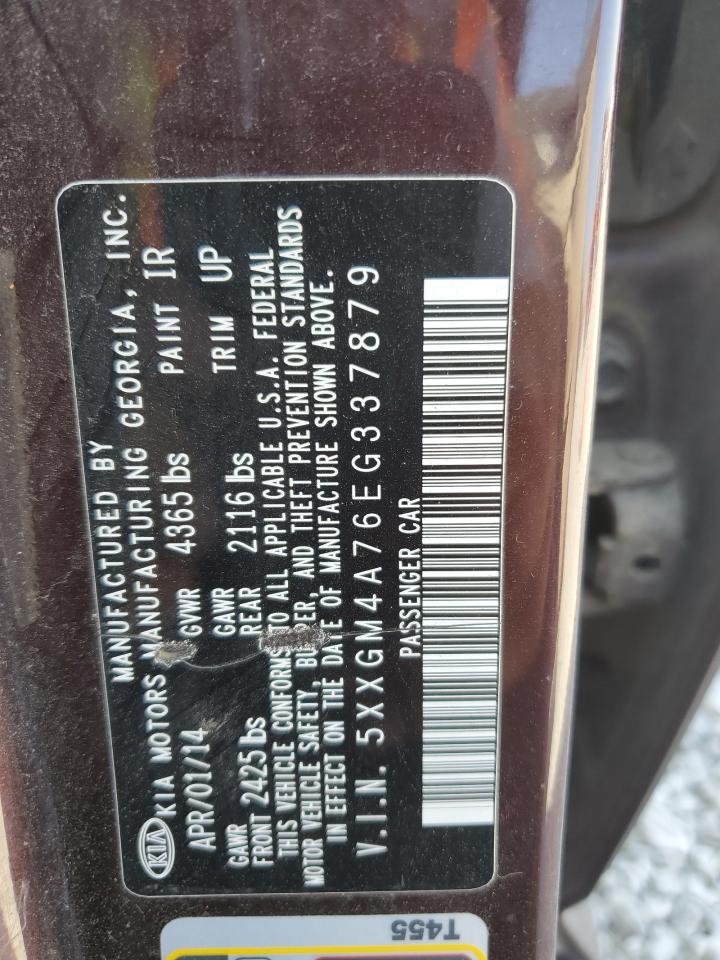 MANUFACTURED BY
KIA KIA MOTORS MANUFACTURING GEORGIA, INC.
APR/01/14 GVWR 4365 lbs PAINT IR
GAWR GAWR
FRONT 2425 lbs REAR 2116 lbs TRIM UP
THIS VEHICLE CONFORMS TO ALL APPLICABLE U.S.A. FEDERAL
MOTOR VEHICLE SAFETY, BUMPER, AND THEFT PREVENTION STANDARDS
IN EFFECT ON THE DATE OF MANUFACTURE SHOWN ABOVE.
V.I.N. 5XXGM4A76EG337879
PASSENGER CAR
T455